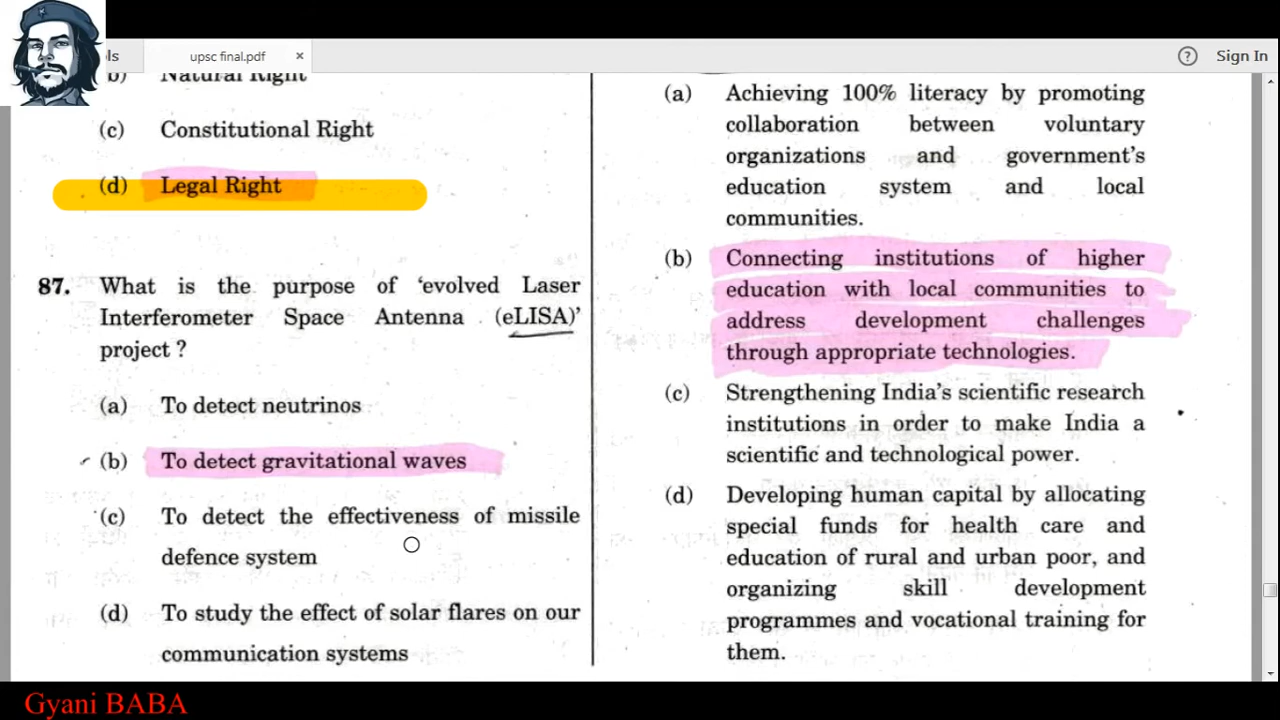 ls
upsc final.pdf ×
? Sign In
(b) Natural Right
(c) Constitutional Right
(d) Legal Right
87. What is the purpose of ‘evolved Laser
Interferometer Space Antenna (eLISA)’
project ?
(a) To detect neutrinos
(b) To detect gravitational waves
(c) To detect the effectiveness of missile
defence system
(d) To study the effect of solar flares on our
communication systems
(a) Achieving 100% literacy by promoting
collaboration between voluntary
organizations and government’s
education system and local
communities.
(b) Connecting institutions of higher
education with local communities to
address development challenges
through appropriate technologies.
(c) Strengthening India’s scientific research
institutions in order to make India a
scientific and technological power.
(d) Developing human capital by allocating
special funds for health care and
education of rural and urban poor, and
organizing skill development
programmes and vocational training for
them.
Gyani BABA